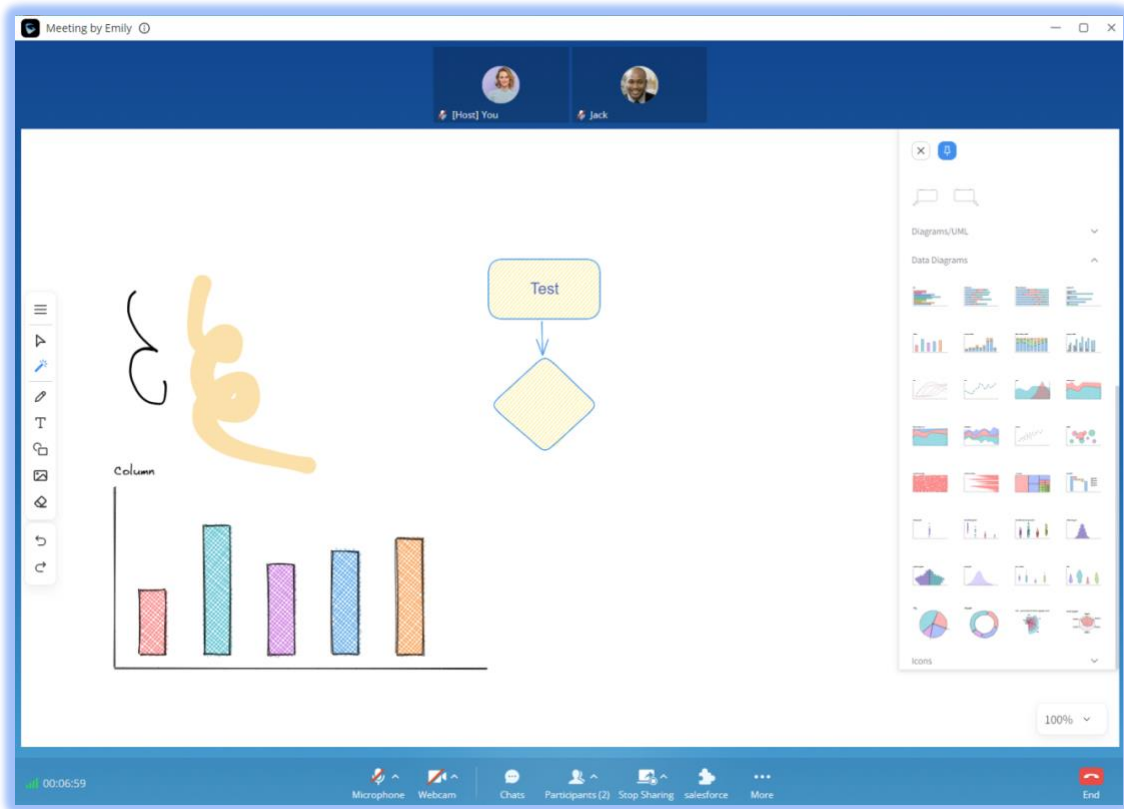 Meeting by Emily
[Host] You
Jack
Diagrams/UML
Data Diagrams
Test
Column
Icons
100%
00:06:59
Microphone
Webcam
Chats
Participants (2)
Stop Sharing
salesforce
More
End